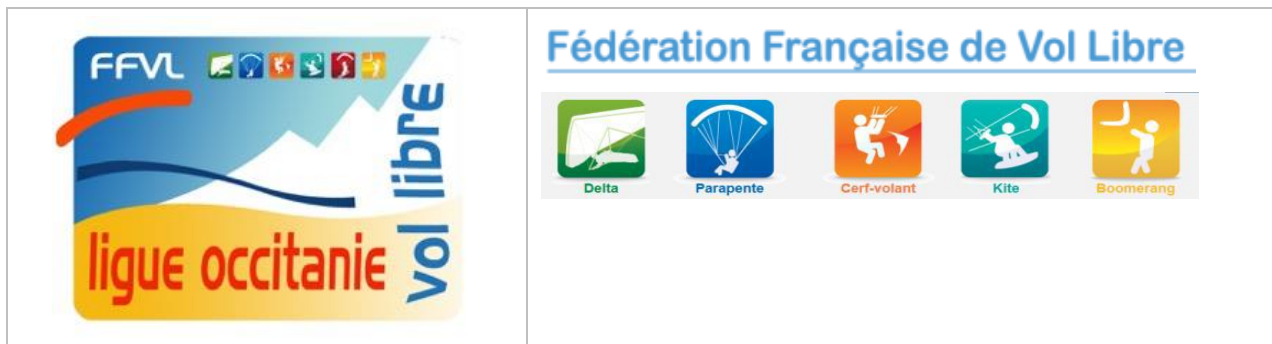 FFVL
vol libre
ligue occitanie
Fédération Française de Vol Libre
Delta
Parapente
Cerf-volant
Kite
Boomerang